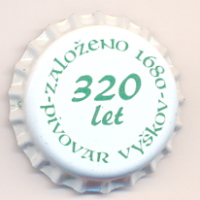 -ZALOŽENO 1680-
320
let
PIVOVAR VYŠKOV